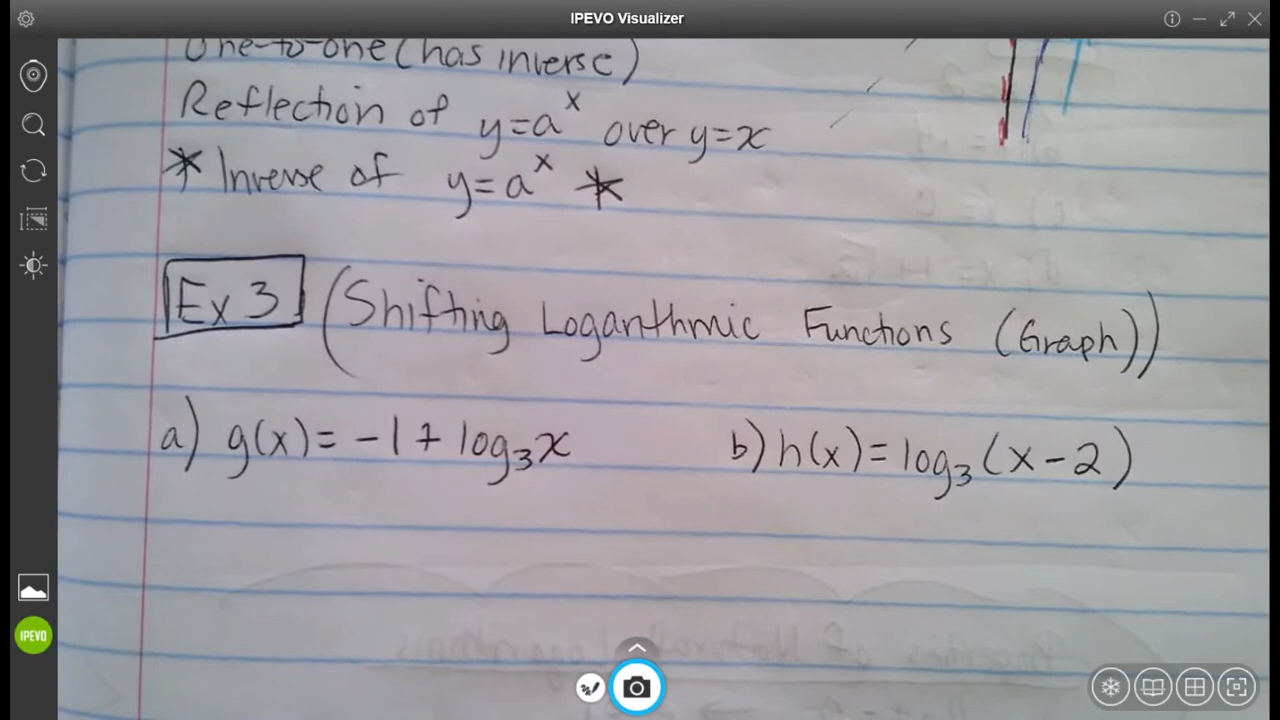 IPEVO Visualizer
One-to-one (has inverse)
Reflection of y=a^x over y=x
* Inverse of y=a^x *
Ex 3 (Shifting Logarithmic Functions (Graph))
a) g(x)= -1 + log₃x b) h(x)= log₃(x-2)
IPEVO